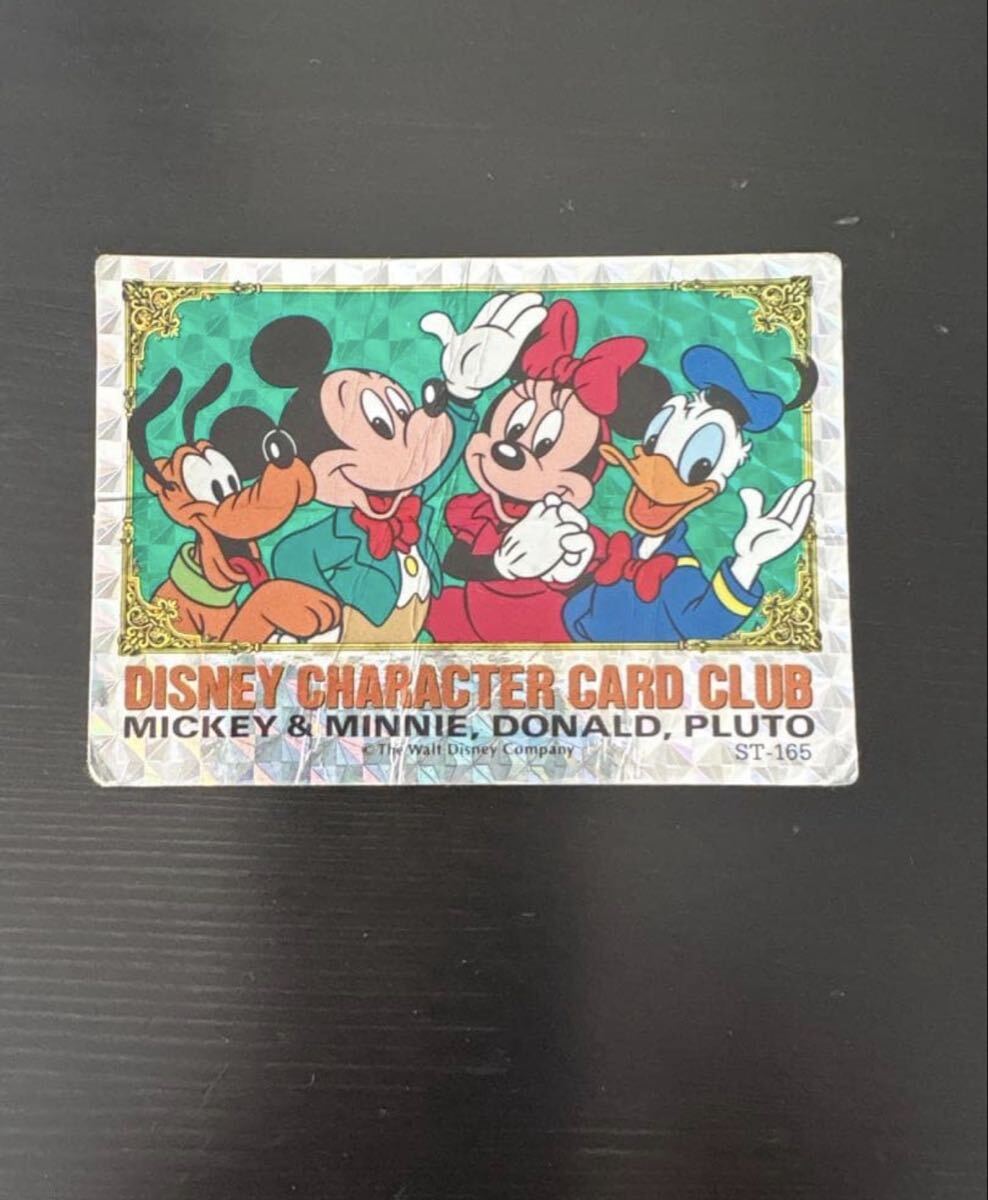 DISNEY CHARACTER CARD CLUB
MICKEY & MINNIE, DONALD, PLUTO
©The Walt Disney Company
ST-165